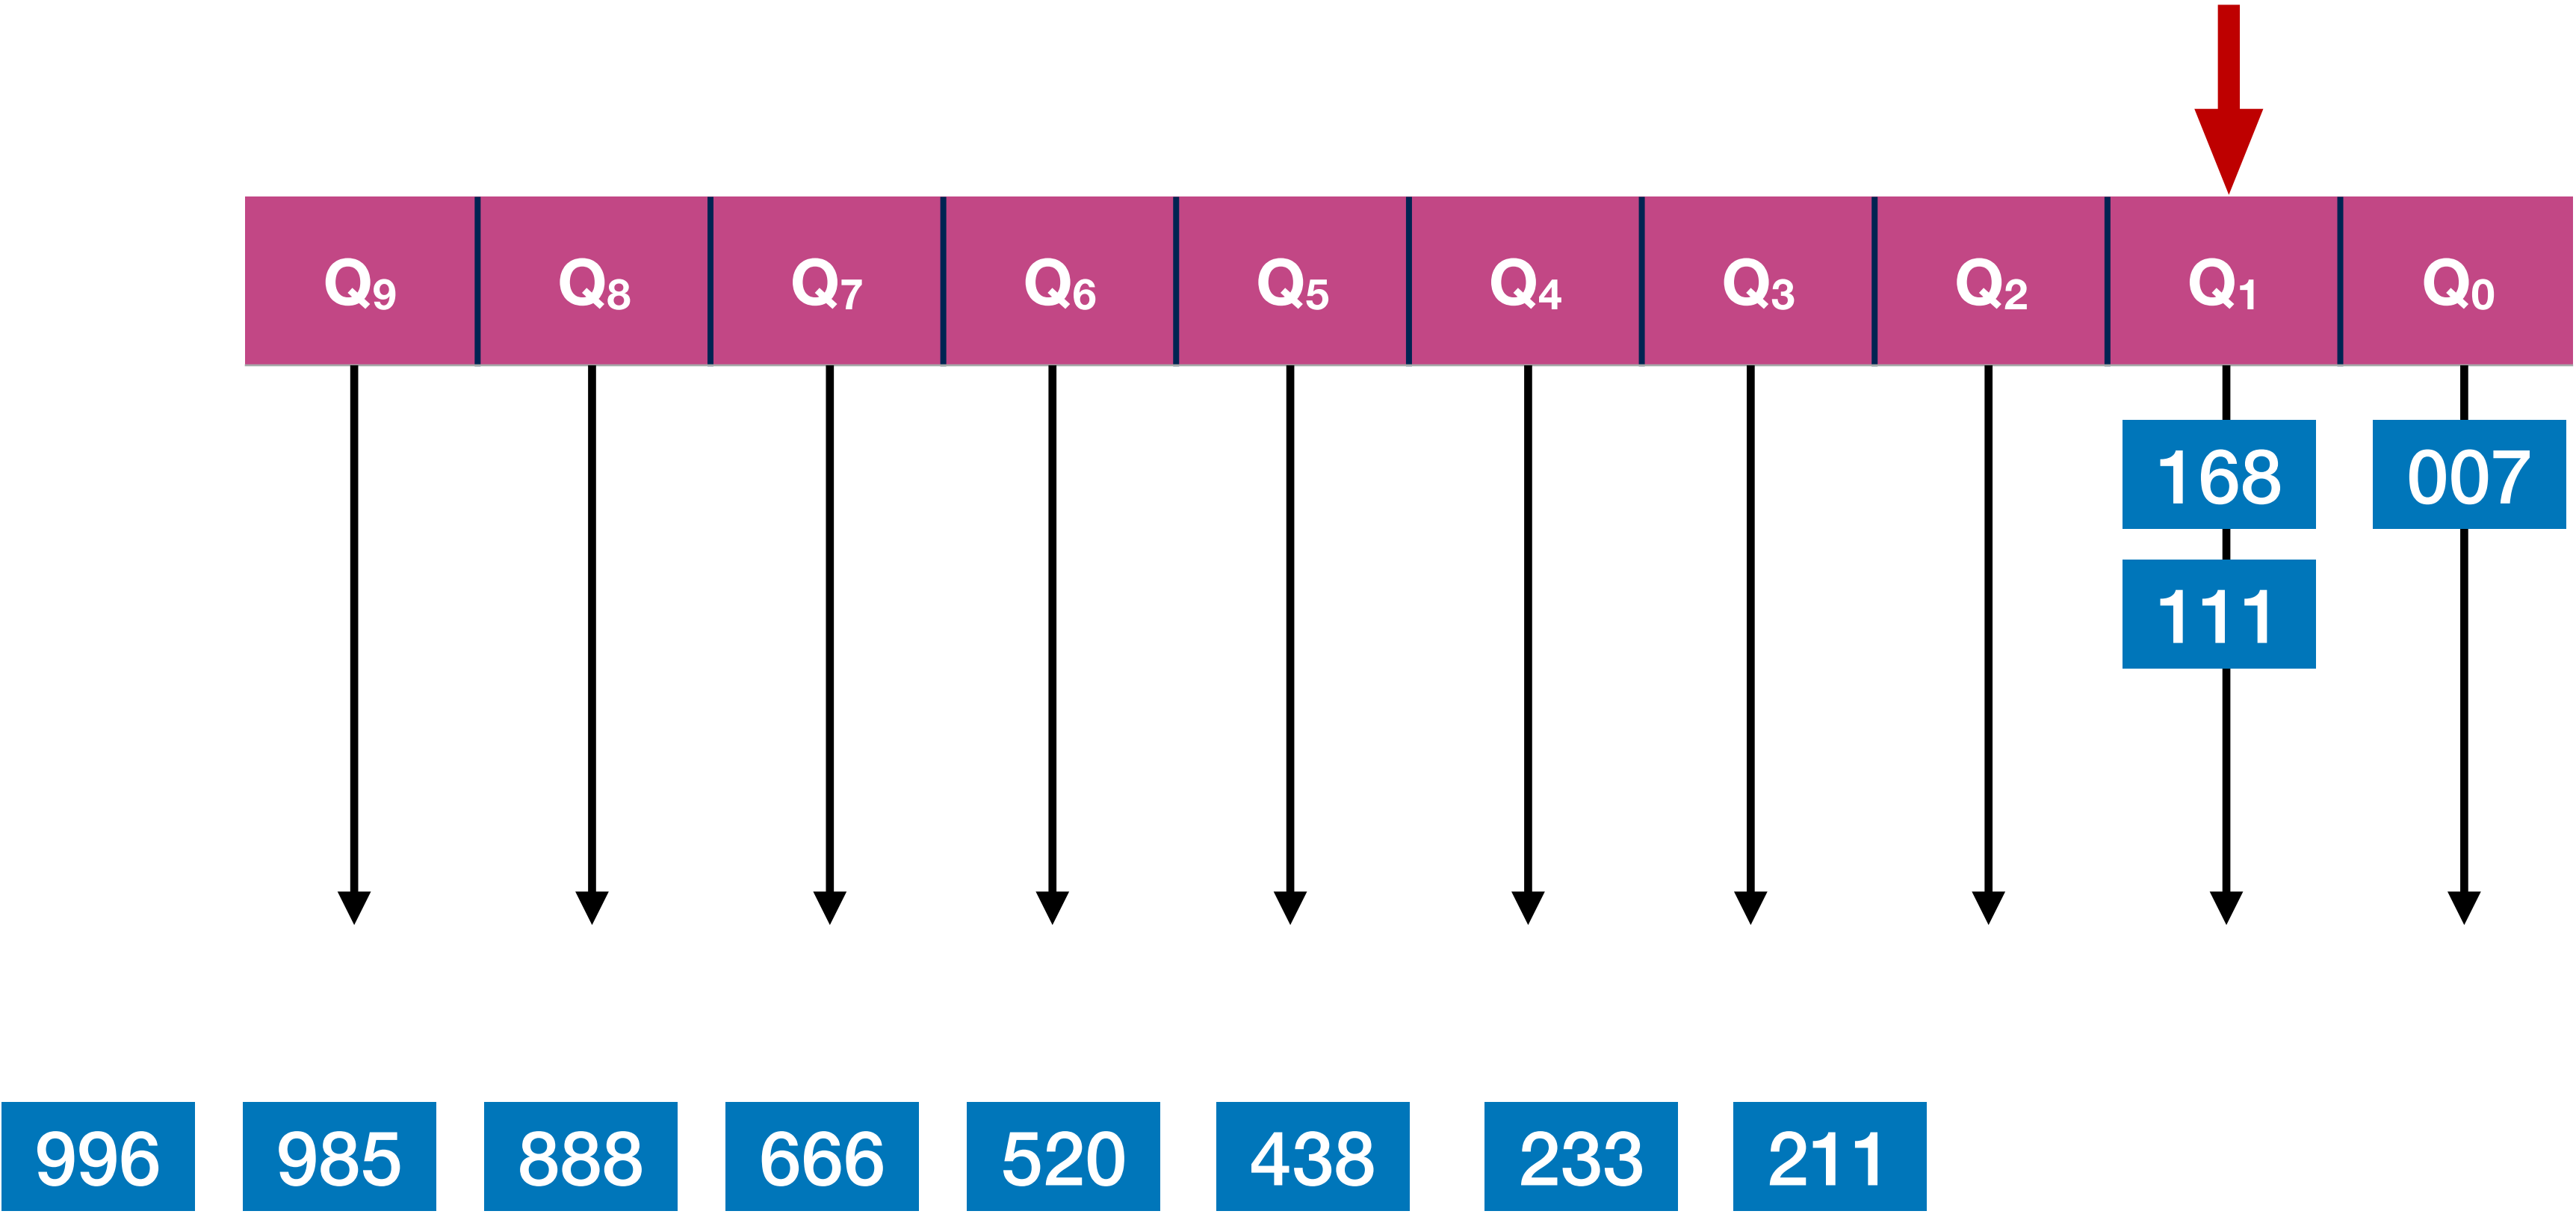 Q₉ Q₈ Q₇ Q₆ Q₅ Q₄ Q₃ Q₂ Q₁ Q₀
168 007
111
996 985 888 666 520 438 233 211